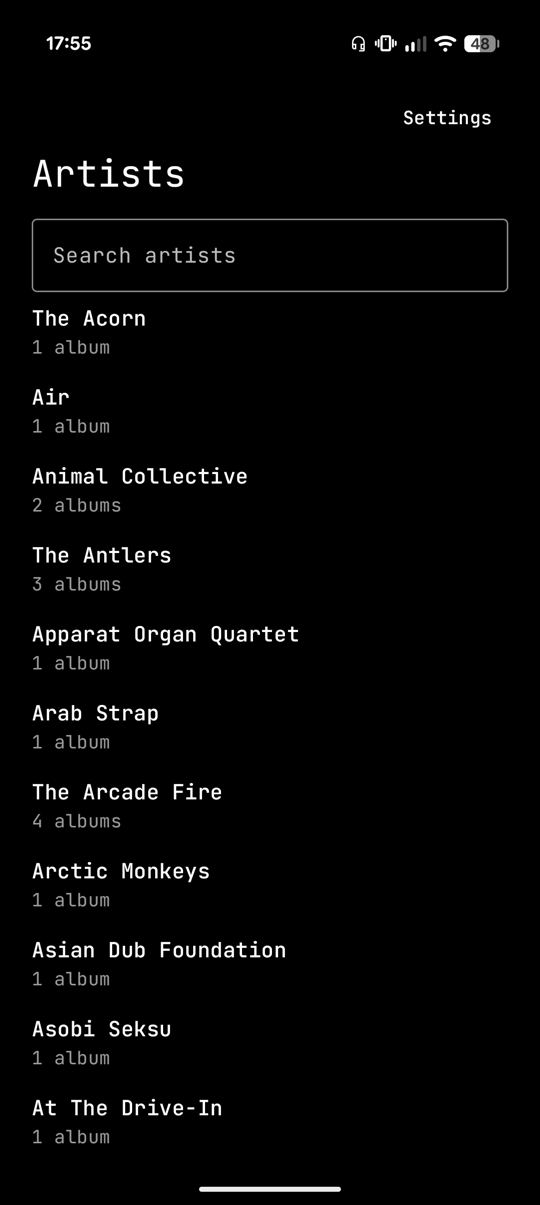 17:55
48
Settings
Artists
Search artists
The Acorn
1 album
Air
1 album
Animal Collective
2 albums
The Antlers
3 albums
Apparat Organ Quartet
1 album
Arab Strap
1 album
The Arcade Fire
4 albums
Arctic Monkeys
1 album
Asian Dub Foundation
1 album
Asobi Seksu
1 album
At The Drive-In
1 album